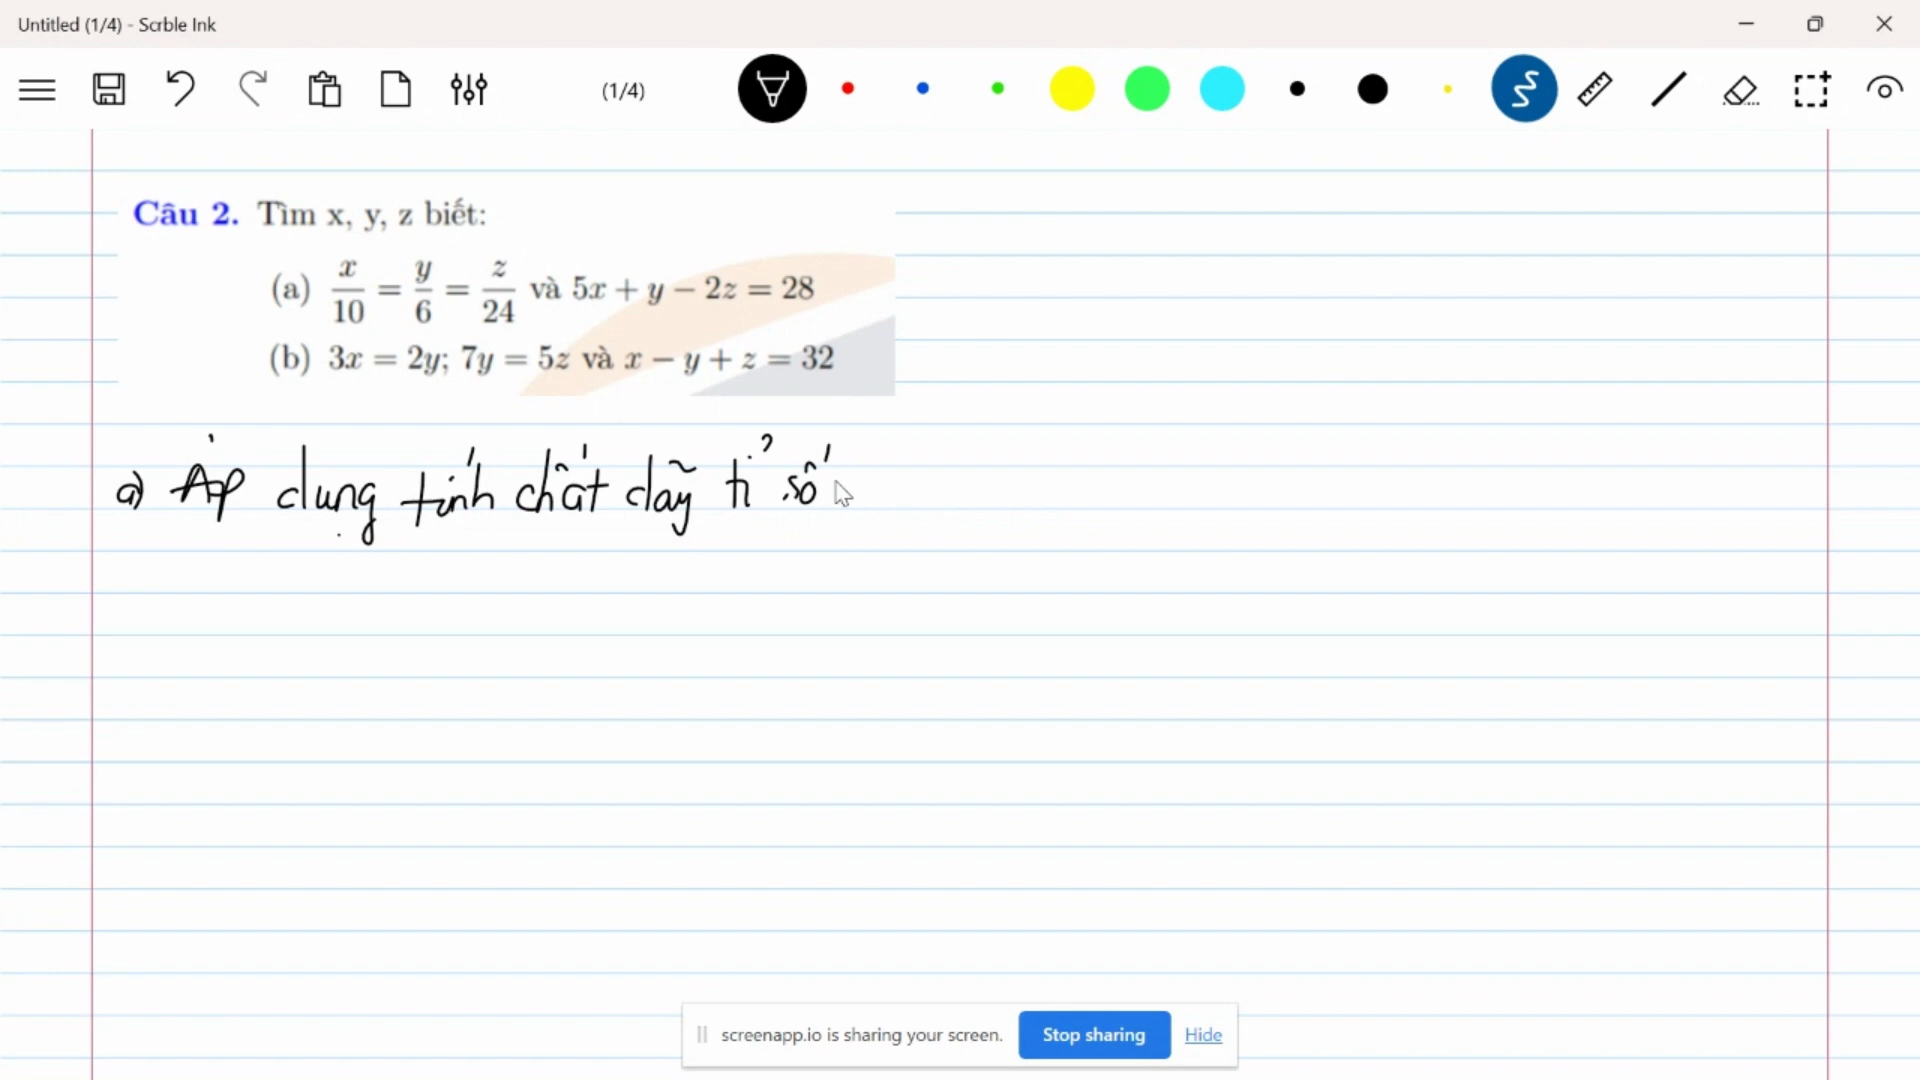 Untitled (1/4) - Scrble Ink
(1/4)
Câu 2. Tìm x, y, z biết:
(a) x/10 = y/6 = z/24 và 5x + y − 2z = 28
(b) 3x = 2y; 7y = 5z và x − y + z = 32
a) Áp dụng tính chất dãy tỉ số
screenapp.io is sharing your screen. Stop sharing Hide